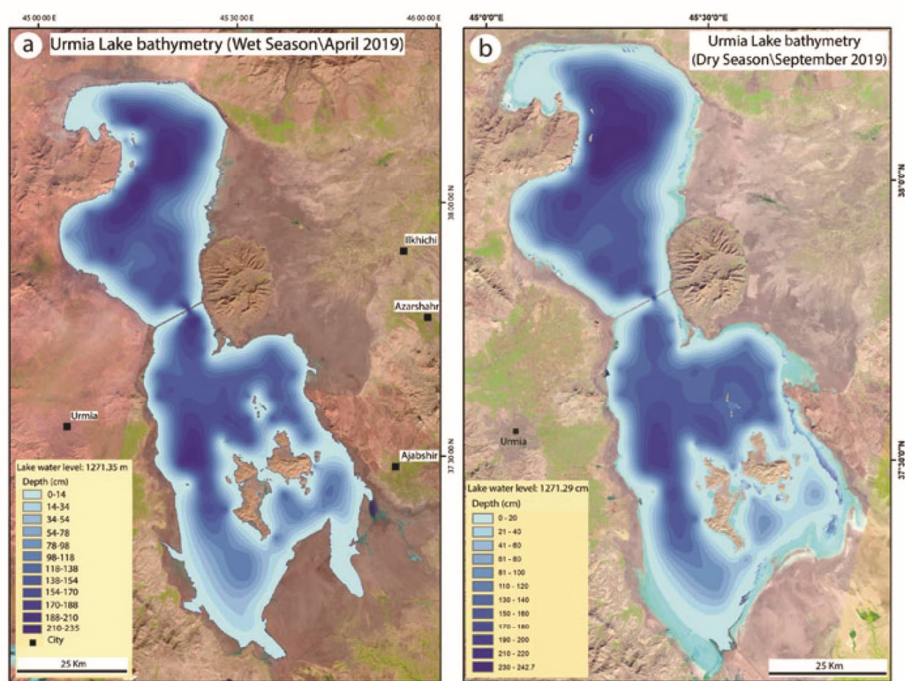 45 00 00 E
45 30 00 E
46 00 00 E
a
Urmia Lake bathymetry (Wet Season\April 2019)
38 00 00 N
Ilkhichi
Azarshahr
Urmia
37 30 00 N
Ajabshir
Lake water level: 1271.35 m
Depth (cm)
0-14
14-34
34-54
54-78
78-98
98-118
118-138
138-154
154-170
170-188
188-210
210-235
City
25 Km
45°0'0"E
45°30'0"E
b
Urmia Lake bathymetry
(Dry Season\September 2019)
38°0'0"N
Urmia
37°30'0"N
Lake water level: 1271.29 m
Depth (cm)
0 - 20
21 - 40
41 - 60
61 - 80
81 - 100
110 - 120
130 - 140
150 - 160
170 - 180
190 - 200
210 - 220
230 - 242.7
25 Km